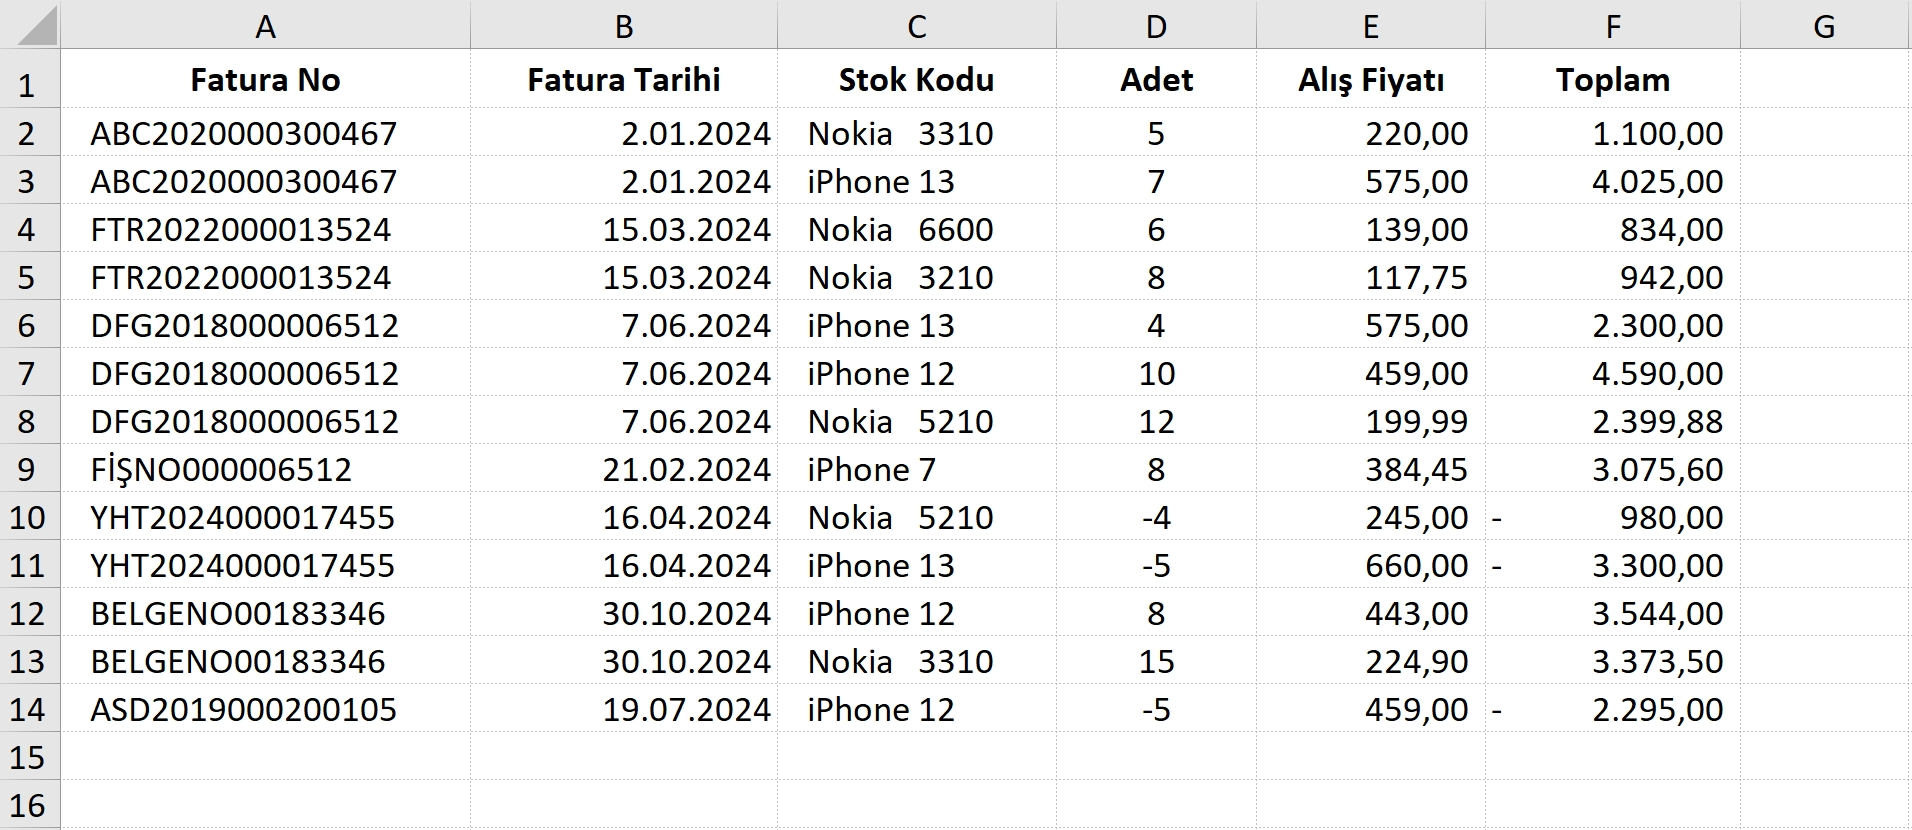 A B C D E F G
1 Fatura No Fatura Tarihi Stok Kodu Adet Alış Fiyatı Toplam
2 ABC2020000300467 2.01.2024 Nokia 3310 5 220,00 1.100,00
3 ABC2020000300467 2.01.2024 iPhone 13 7 575,00 4.025,00
4 FTR2022000013524 15.03.2024 Nokia 6600 6 139,00 834,00
5 FTR2022000013524 15.03.2024 Nokia 3210 8 117,75 942,00
6 DFG2018000006512 7.06.2024 iPhone 13 4 575,00 2.300,00
7 DFG2018000006512 7.06.2024 iPhone 12 10 459,00 4.590,00
8 DFG2018000006512 7.06.2024 Nokia 5210 12 199,99 2.399,88
9 FİŞNO000006512 21.02.2024 iPhone 7 8 384,45 3.075,60
10 YHT2024000017455 16.04.2024 Nokia 5210 -4 245,00 - 980,00
11 YHT2024000017455 16.04.2024 iPhone 13 -5 660,00 - 3.300,00
12 BELGENO00183346 30.10.2024 iPhone 12 8 443,00 3.544,00
13 BELGENO00183346 30.10.2024 Nokia 3310 15 224,90 3.373,50
14 ASD2019000200105 19.07.2024 iPhone 12 -5 459,00 - 2.295,00
15
16